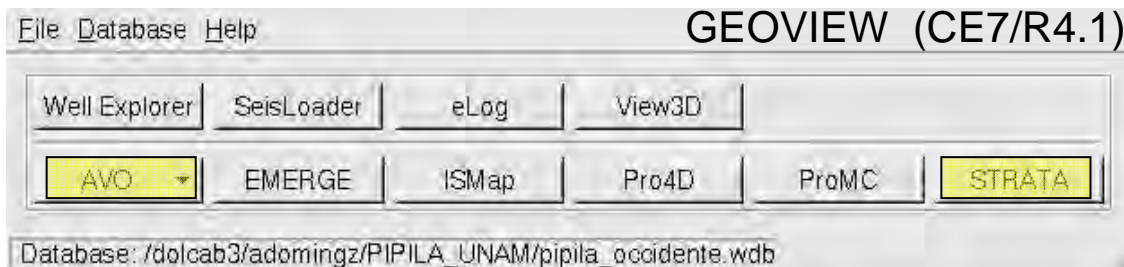 File Database Help GEOVIEW (CE7/R4.1)
Well Explorer SeisLoader eLog View3D
AVO EMERGE ISMap Pro4D ProMC STRATA
Database: /dolcab3/adomingz/PIPILA_UNAM/pipila_occidente.wdb